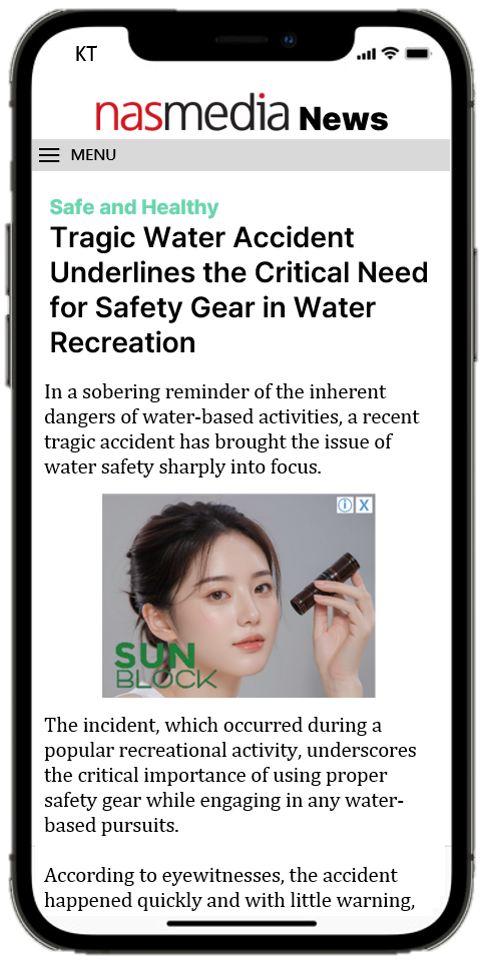 KT
nasmedia News
MENU
Safe and Healthy
Tragic Water Accident
Underlines the Critical Need
for Safety Gear in Water
Recreation
In a sobering reminder of the inherent
dangers of water-based activities, a recent
tragic accident has brought the issue of
water safety sharply into focus.
X
SUN
BLOCK
The incident, which occurred during a
popular recreational activity, underscores
the critical importance of using proper
safety gear while engaging in any water-
based pursuits.
According to eyewitnesses, the accident
happened quickly and with little warning,